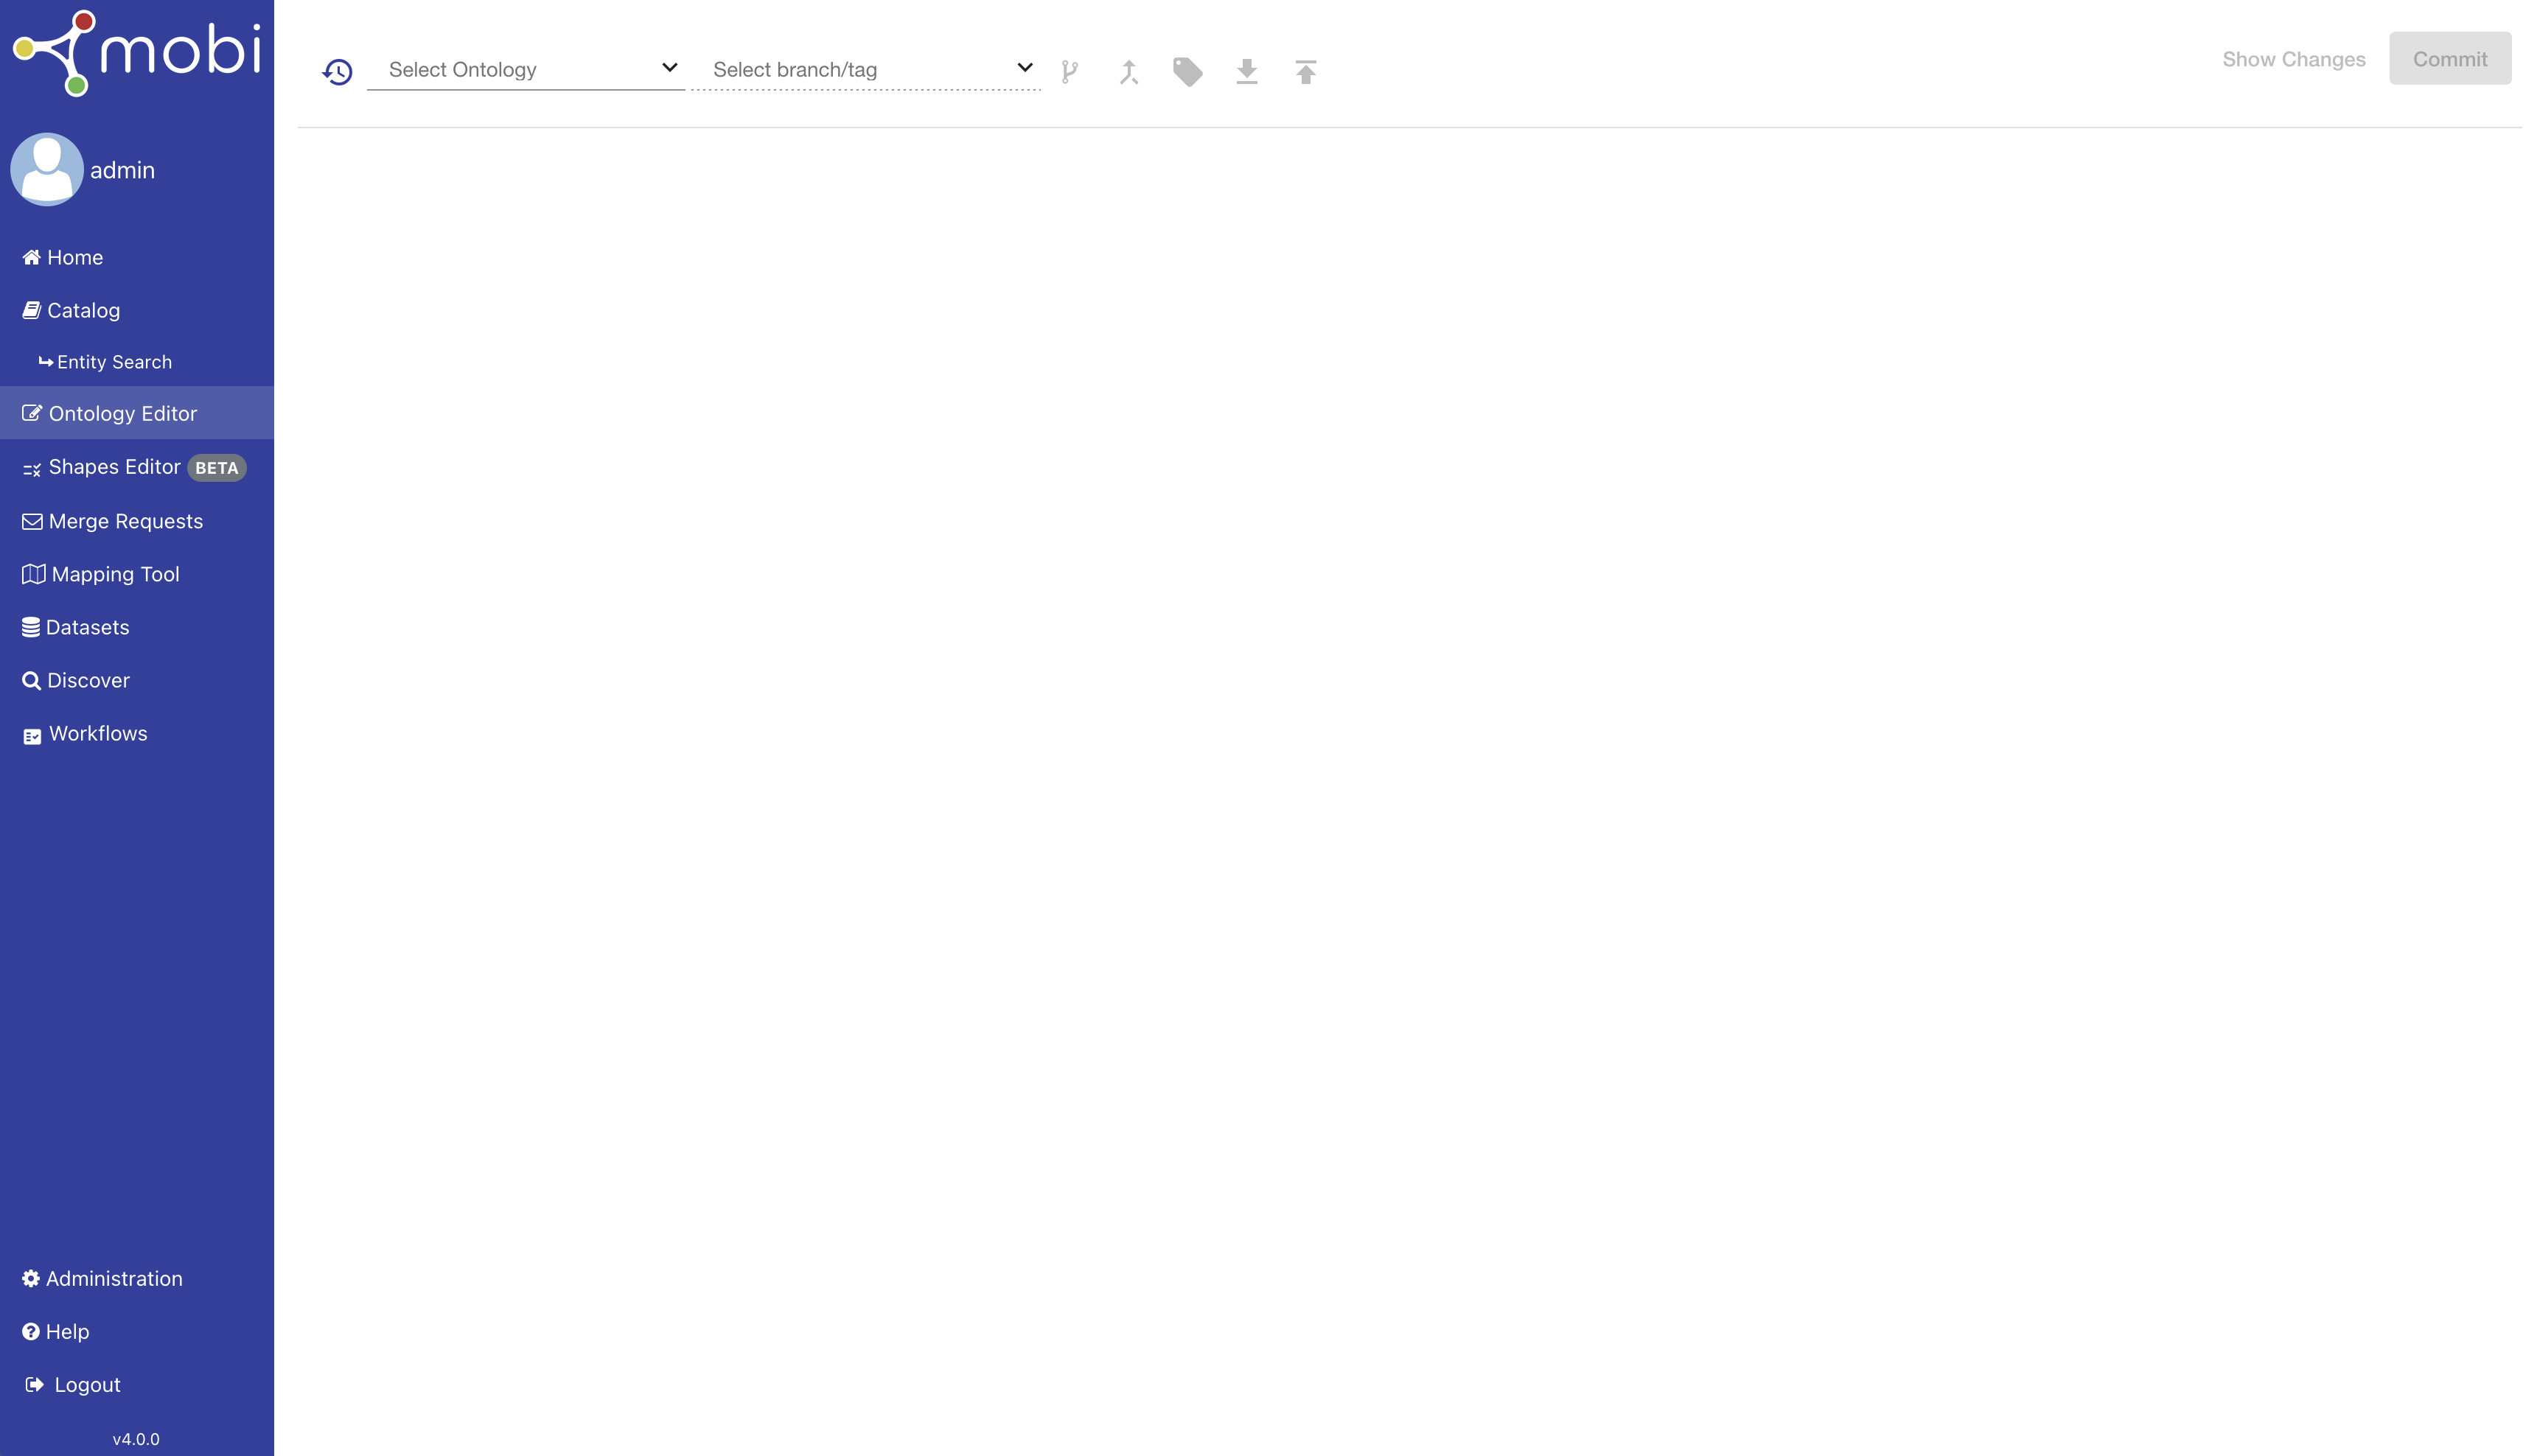 mobi
admin
Home
Catalog
Entity Search
Ontology Editor
Shapes Editor BETA
Merge Requests
Mapping Tool
Datasets
Discover
Workflows
Administration
Help
Logout
v4.0.0
Select Ontology
Select branch/tag
Show Changes
Commit